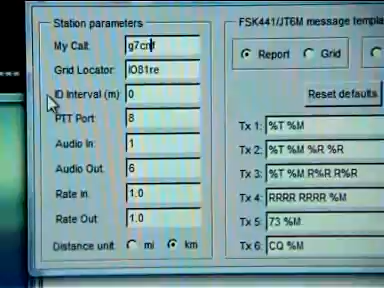 Station parameters
My Call: g7cnf
Grid Locator: IO81re
ID Interval (m): 0
PTT Port: 8
Audio In: 1
Audio Out: 6
Rate In: 1.0
Rate Out: 1.0
Distance unit: mi km
FSK441/JT6M message
Report Grid
Reset defaults
Tx 1: %T %M
Tx 2: %T %M %R %R
Tx 3: %T %M R%R R%R
Tx 4: RRRR RRRR %M
Tx 5: 73 %M
Tx 6: CQ %M